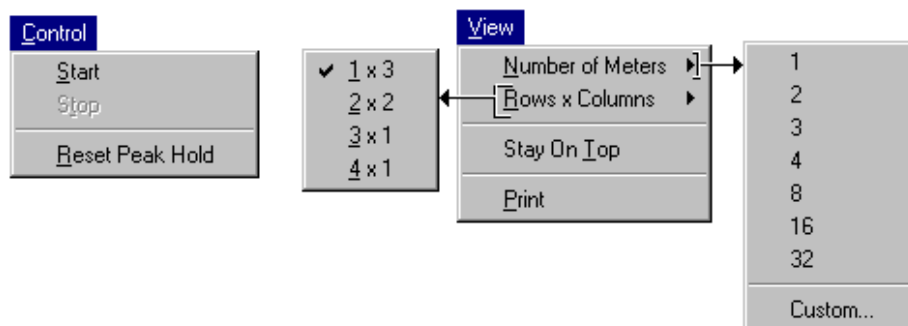 Control
Start
Stop
Reset Peak Hold
1 x 3
2 x 2
3 x 1
4 x 1
View
Number of Meters
Rows x Columns
Stay On Top
Print
1
2
3
4
8
16
32
Custom...